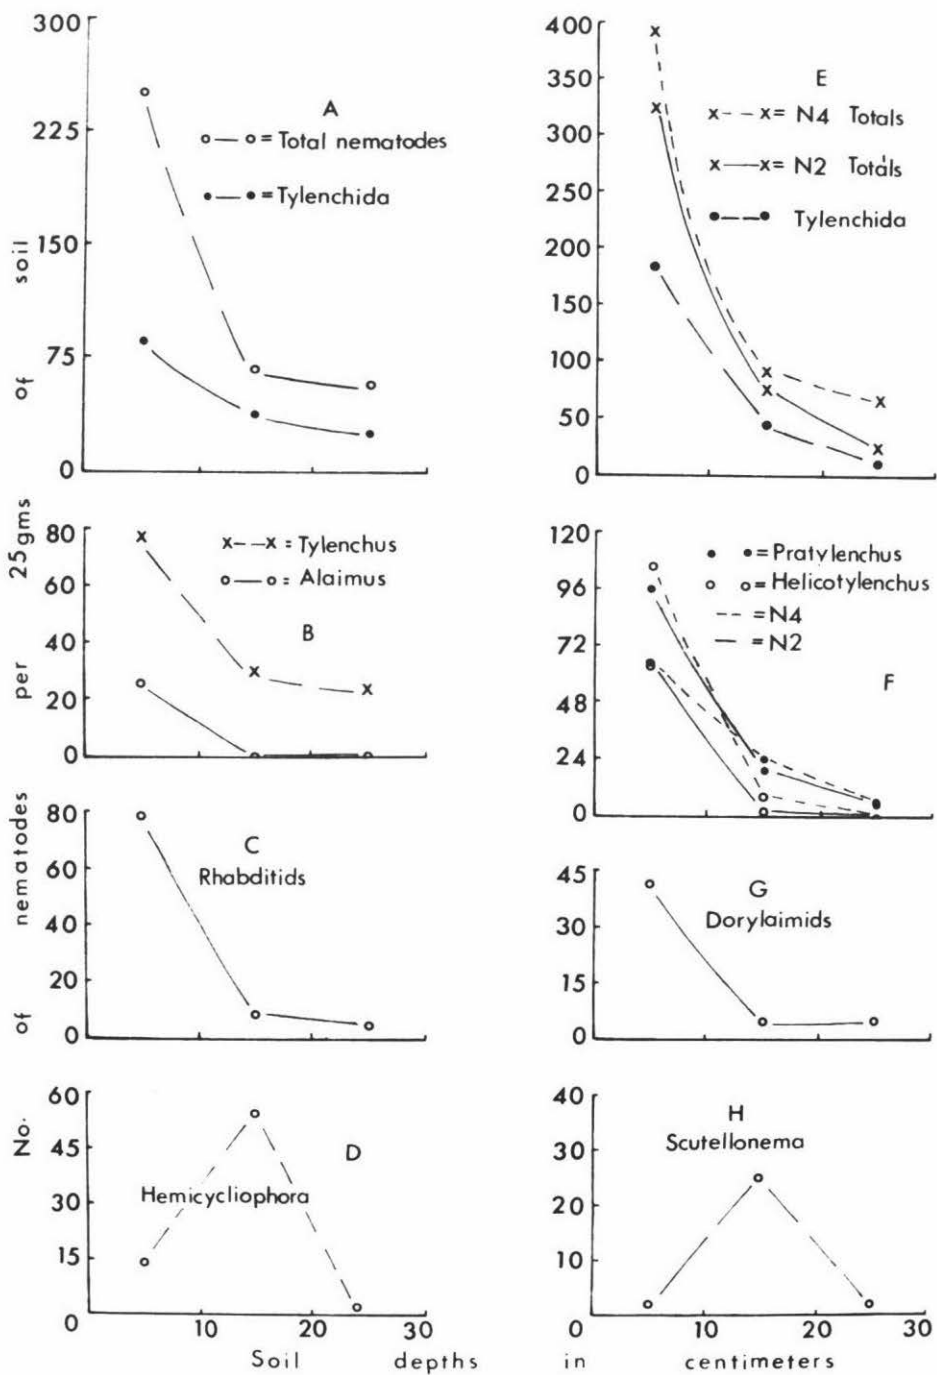 No. of nematodes per 25gms of soil
300
225
150
75
0
A
o — o = Total nematodes
•—• = Tylenchida
80
60
40
20
0
x--x = Tylenchus
o—o = Alaimus
B
80
60
40
20
0
C
Rhabditids
60
45
30
15
0
D
Hemicycliophora
10 20 30
400
350
300
250
200
150
100
50
0
E
x--x= N4 Totals
x—x= N2 Totals
•—• Tylenchida
120
96
72
48
24
0
• •= Pratylenchus
o o= Helicotylenchus
--- =N4
— =N2
F
45
30
15
0
G
Dorylaimids
40
30
20
10
0
H
Scutellonema
10 20 30
Soil depths in centimeters